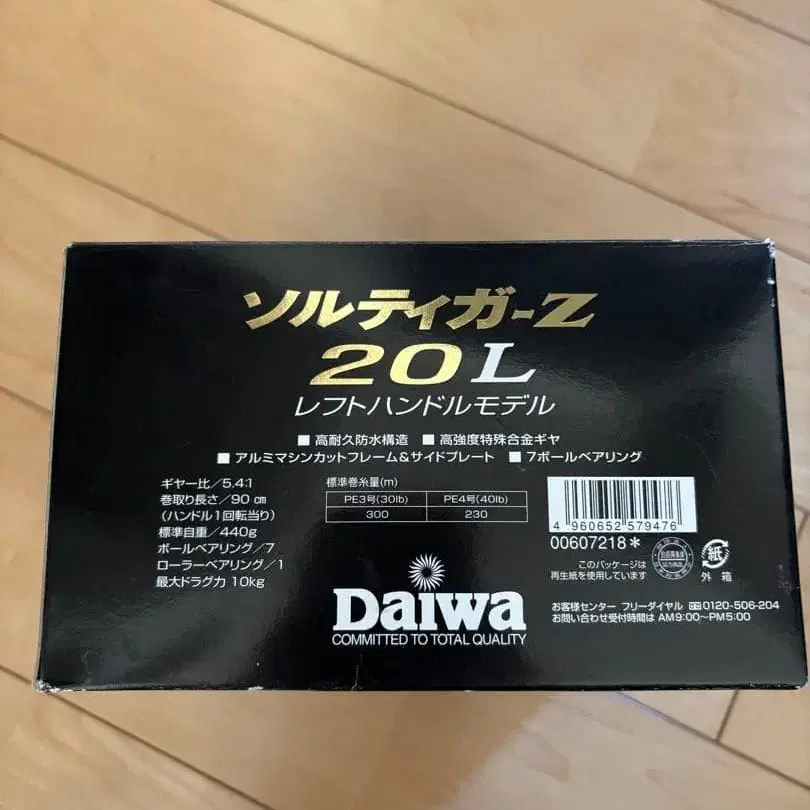 ソルティガ-Z
20L
レフトハンドルモデル
■ 高耐久防水構造 ■ 高強度特殊合金ギヤ
■ アルミマシンカットフレーム&サイドプレート ■ 7ボールベアリング
ギヤー比/5.4:1
巻取り長さ/90㎝
(ハンドル1回転当り)
標準自重/440g
ボールベアリング/7
ローラーベアリング/1
最大ドラグ力 10kg
標準巻糸量(m)
PE3号(30lb) PE4号(40lb)
300 230
4 960652 579476
00607218*
このパッケージは
再生紙を使用しています
紙
外箱
Daiwa
COMMITTED TO TOTAL QUALITY
お客様センター フリーダイヤル 0120-506-204
お問い合わせ受付時間は AM9:00~PM5:00